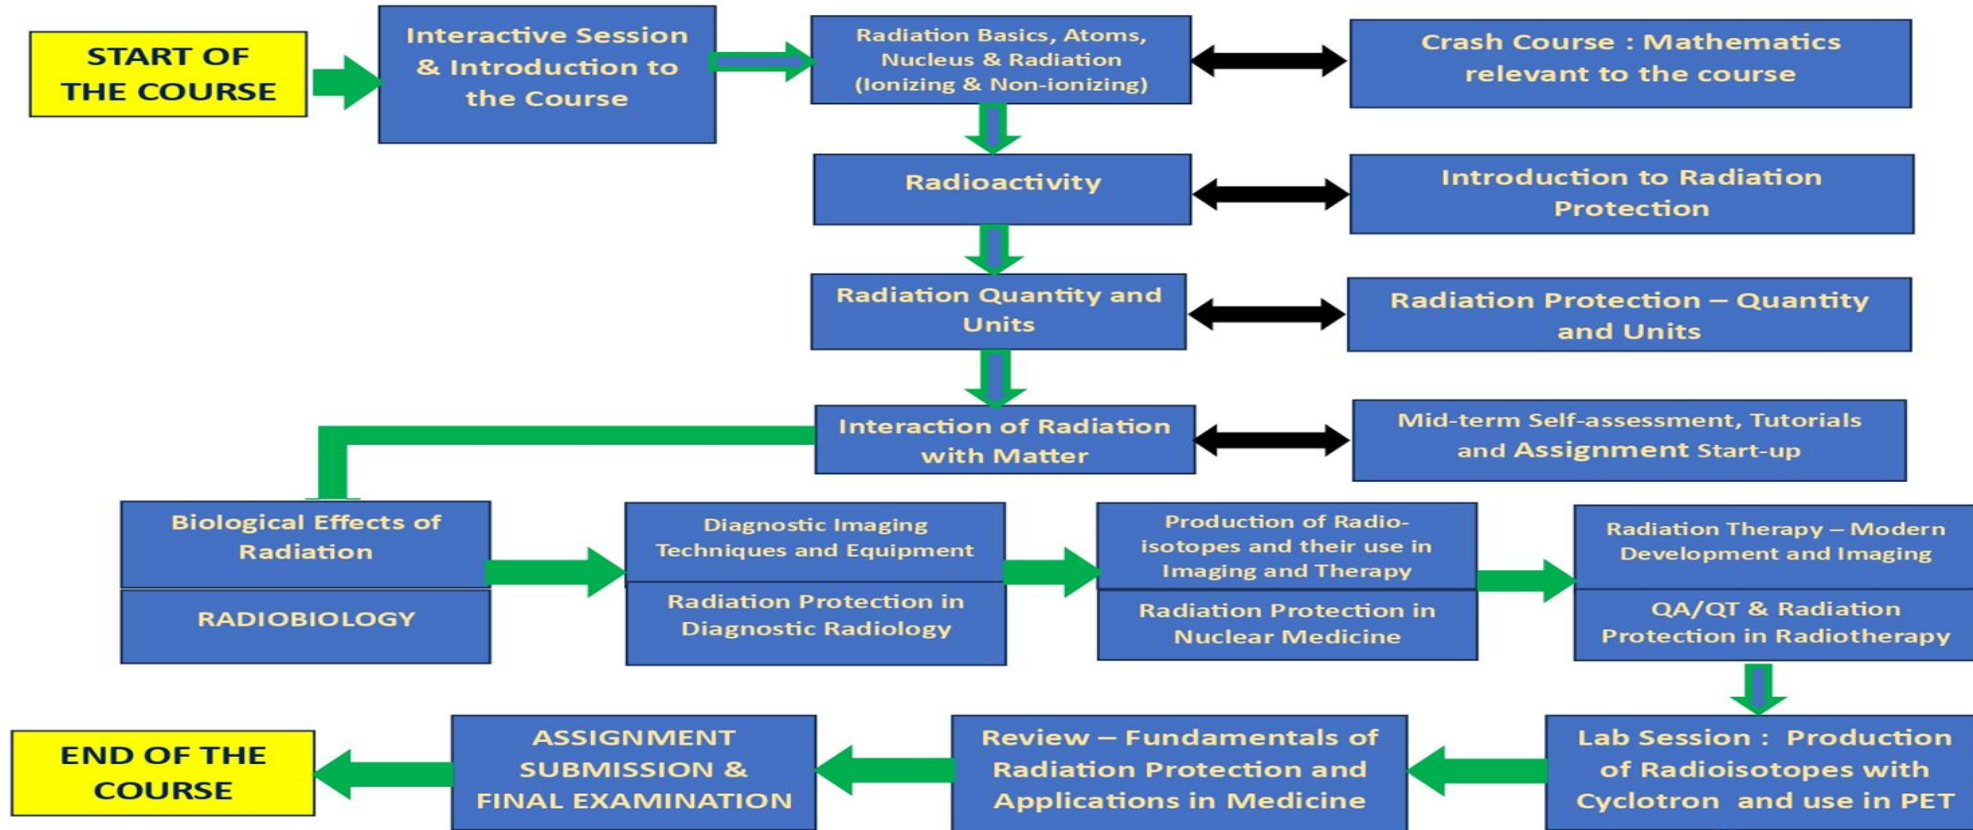 START OF
THE COURSE
Interactive Session
& Introduction to
the Course
Radiation Basics, Atoms,
Nucleus & Radiation
(Ionizing & Non-ionizing)
Crash Course : Mathematics
relevant to the course
Radioactivity
Introduction to Radiation
Protection
Radiation Quantity and
Units
Radiation Protection – Quantity
and Units
Interaction of Radiation
with Matter
Mid-term Self-assessment, Tutorials
and Assignment Start-up
Biological Effects of
Radiation
RADIOBIOLOGY
Diagnostic Imaging
Techniques and Equipment
Radiation Protection in
Diagnostic Radiology
Production of Radio-
isotopes and their use in
Imaging and Therapy
Radiation Protection in
Nuclear Medicine
Radiation Therapy – Modern
Development and Imaging
QA/QT & Radiation
Protection in Radiotherapy
Lab Session : Production
of Radioisotopes with
Cyclotron and use in PET
Review – Fundamentals of
Radiation Protection and
Applications in Medicine
ASSIGNMENT
SUBMISSION &
FINAL EXAMINATION
END OF THE
COURSE